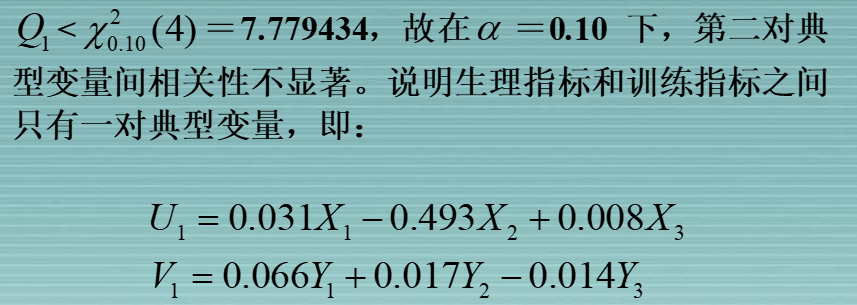 Q₁ < χ²₀.₁₀(4) = 7.779434，故在 α = 0.10 下，第二对典
型变量间相关性不显著。说明生理指标和训练指标之间
只有一对典型变量，即：
U₁ = 0.031X₁ − 0.493X₂ + 0.008X₃
V₁ = 0.066Y₁ + 0.017Y₂ − 0.014Y₃